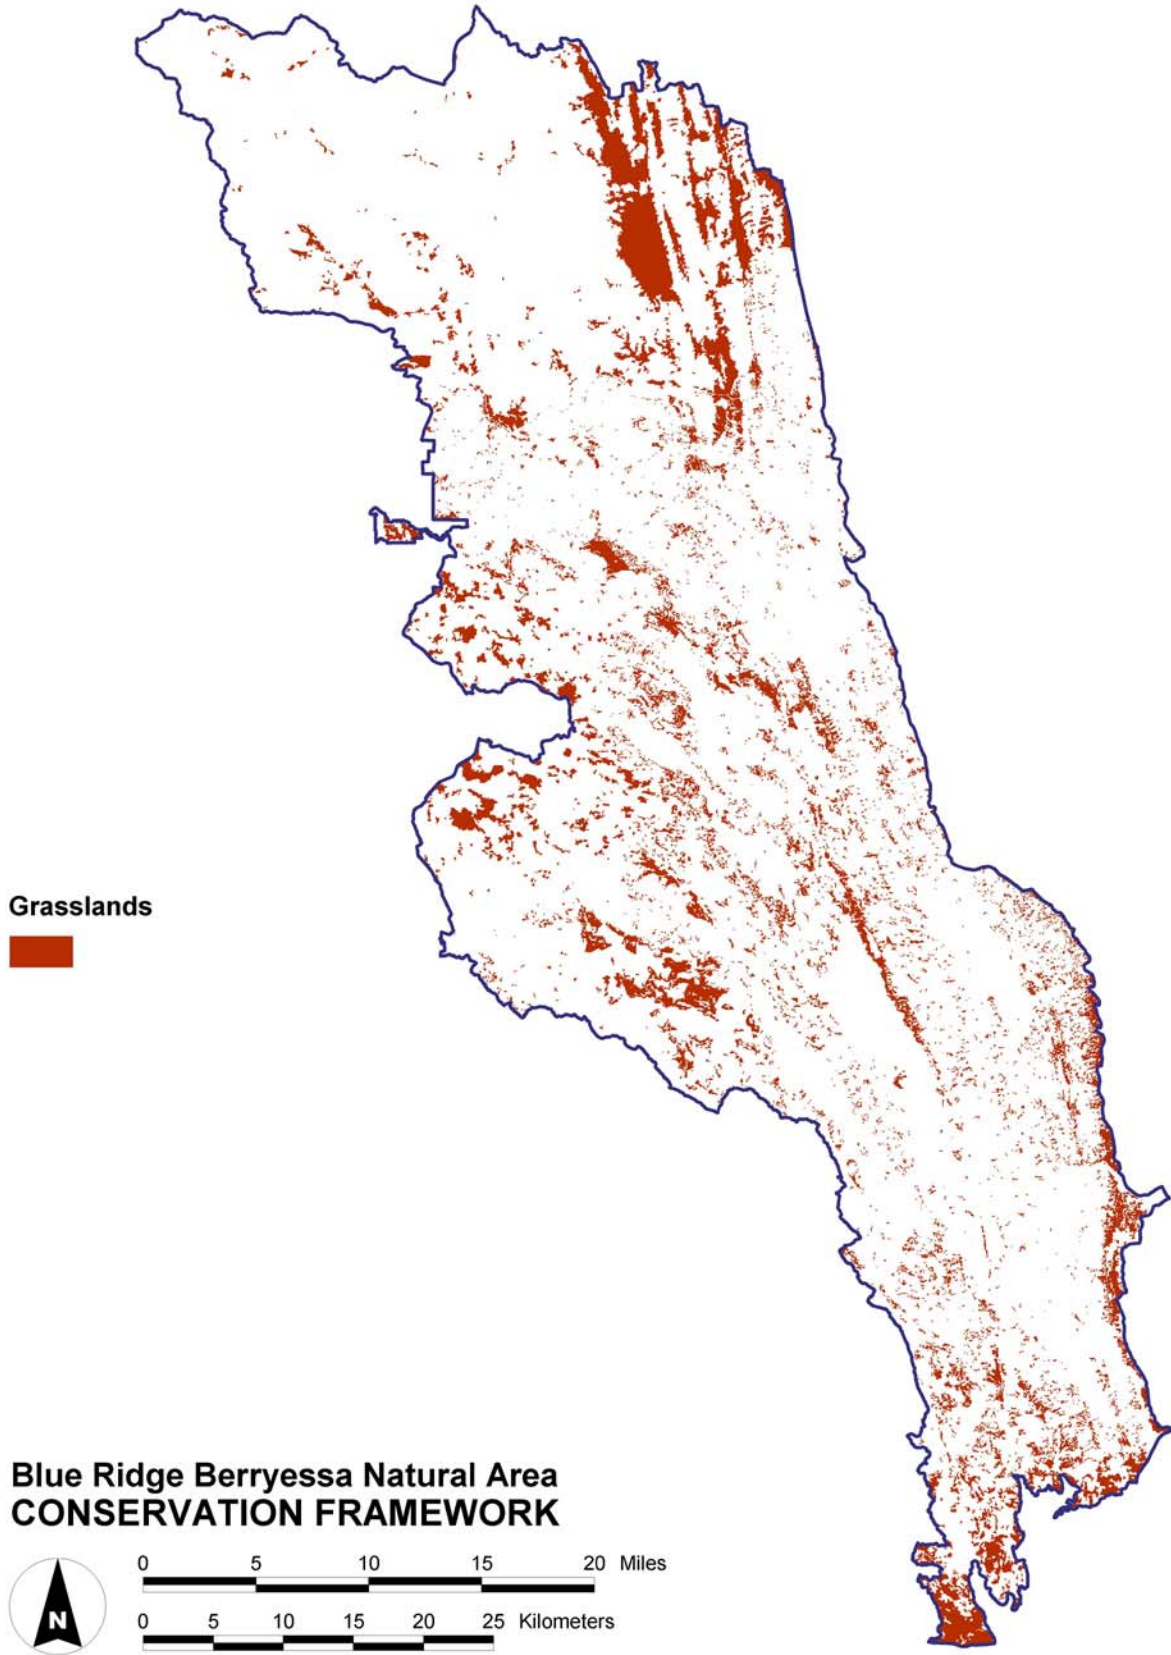 Grasslands
Blue Ridge Berryessa Natural Area
CONSERVATION FRAMEWORK
0 5 10 15 20 Miles
N
0 5 10 15 20 25 Kilometers